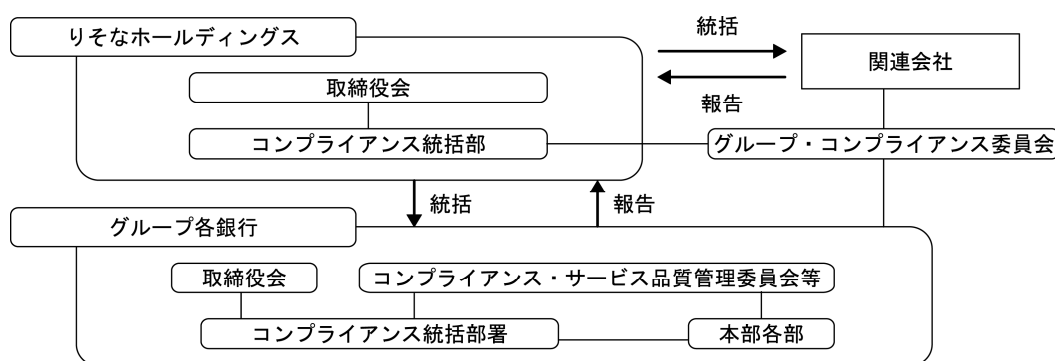 りそなホールディングス
統括
関連会社
取締役会
報告
コンプライアンス統括部
グループ・コンプライアンス委員会
統括
報告
グループ各銀行
取締役会
コンプライアンス・サービス品質管理委員会等
コンプライアンス統括部署
本部各部